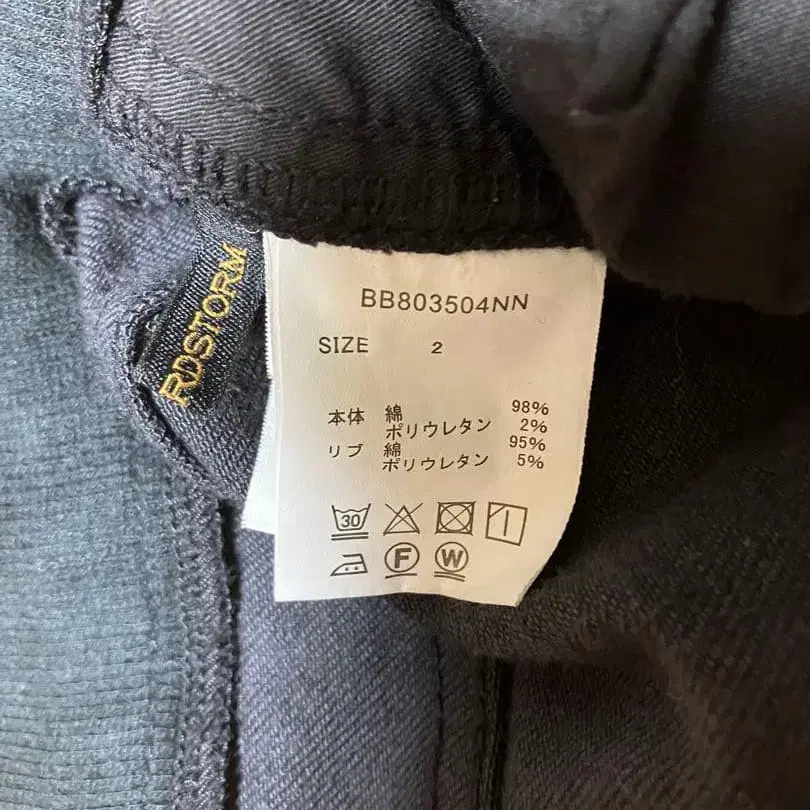 RDSTORM
BB803504NN
SIZE 2
本体 綿 98%
ポリウレタン 2%
リブ 綿 95%
ポリウレタン 5%
30
F W